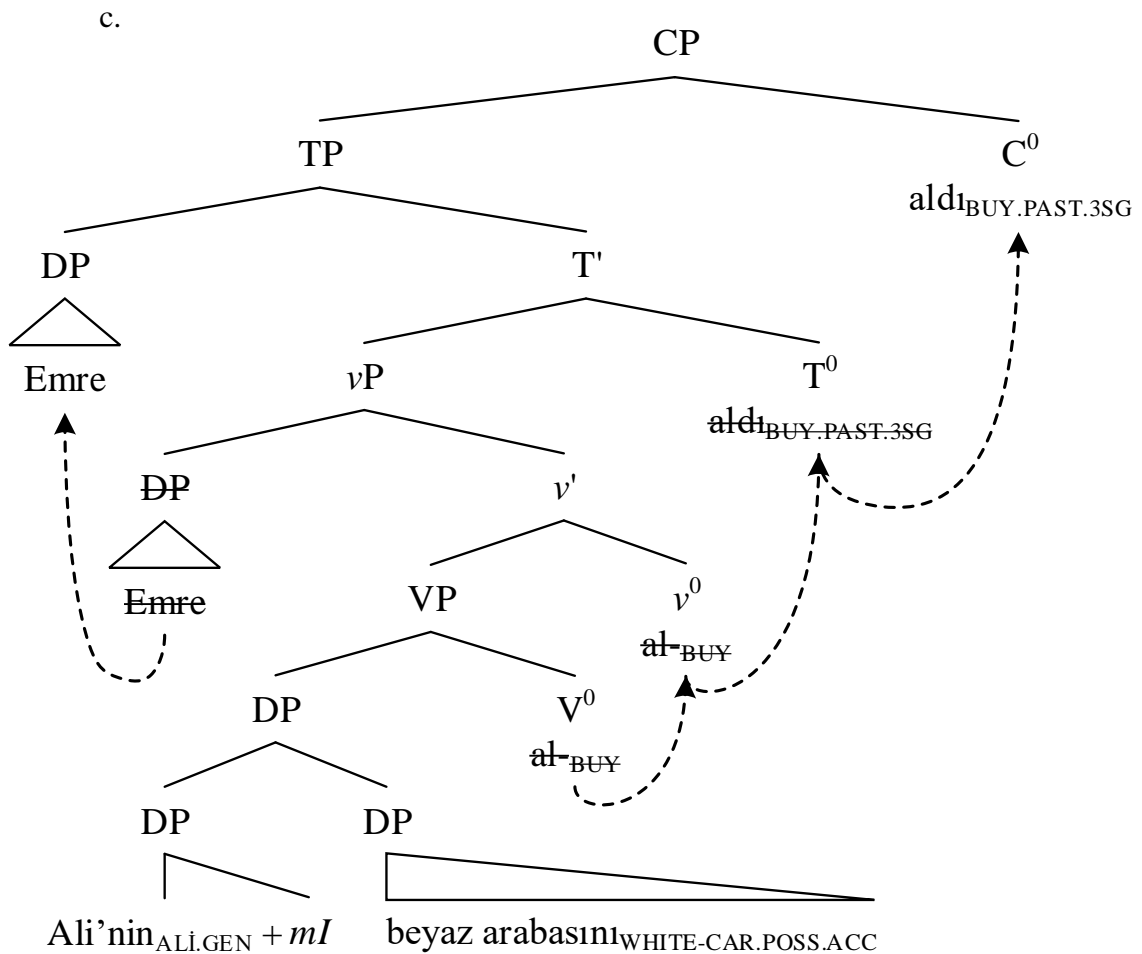 c.
CP
TP C⁰
aldıBUY.PAST.3SG
DP T'
Emre vP T⁰
aldıBUY.PAST.3SG
DP v'
Emre VP v⁰
al-BUY
DP V⁰
al-BUY
DP DP
Ali’ninALİ.GEN + mI beyaz arabasınıWHITE-CAR.POSS.ACC